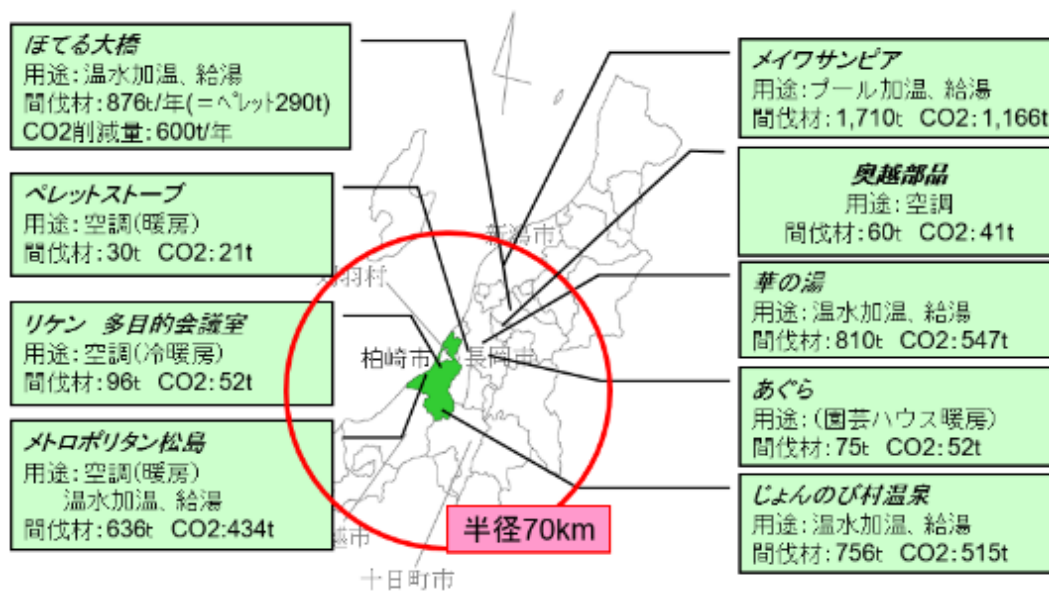 ほてる大橋
用途:温水加温、給湯
間伐材:876t/年(=ペレット290t)
CO2削減量:600t/年
ペレットストーブ
用途:空調(暖房)
間伐材:30t CO2:21t
リケン 多目的会議室
用途:空調(冷暖房)
間伐材:96t CO2:52t
メトロポリタン松島
用途:空調(暖房)
温水加温、給湯
間伐材:636t CO2:434t
メイワサンピア
用途:プール加温、給湯
間伐材:1,710t CO2:1,166t
奥越部品
用途:空調
間伐材:60t CO2:41t
華の湯
用途:温水加温、給湯
間伐材:810t CO2:547t
あぐら
用途:(園芸ハウス暖房)
間伐材:75t CO2:52t
じょんのび村温泉
用途:温水加温、給湯
間伐材:756t CO2:515t
新潟市
羽村
柏崎市
長岡市
越市
十日町市
半径70km